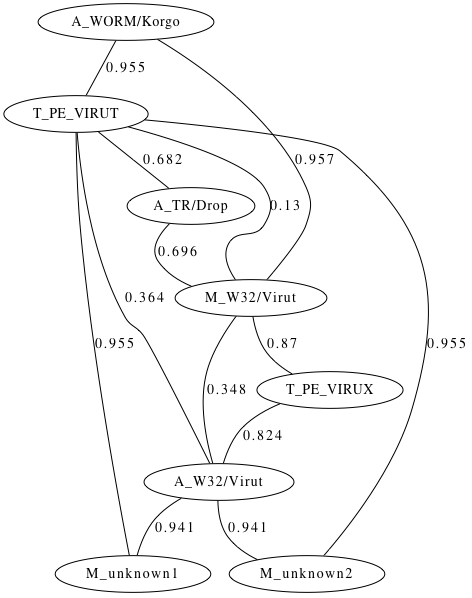 A_WORM/Korgo
0.955
T_PE_VIRUT
0.682
0.957
A_TR/Drop
0.13
0.696
M_W32/Virut
0.364
0.955
0.87
0.955
T_PE_VIRUX
0.348
0.824
A_W32/Virut
0.941
0.941
M_unknown1
M_unknown2